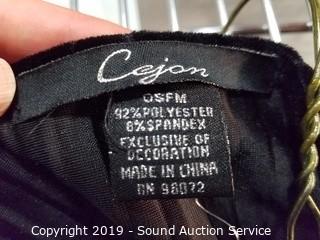 Cejon
OSFM
92%POLYESTER
8%SPANDEX
EXCLUSIVE OF
DECORATION
MADE IN CHINA
RN 98072
Copyright 2019 - Sound Auction Service